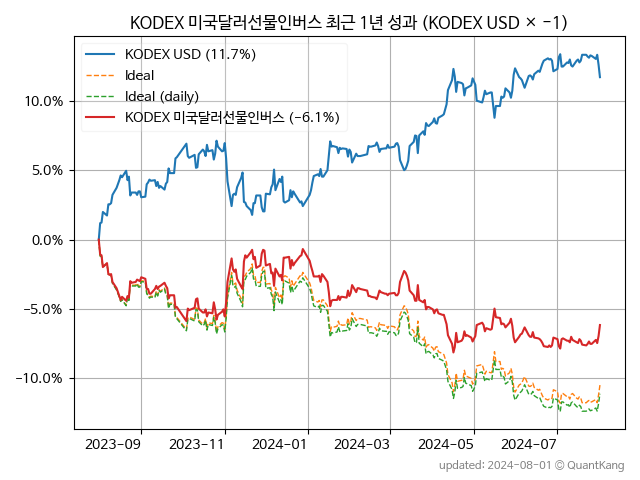 KODEX 미국달러선물인버스 최근 1년 성과 (KODEX USD × −1)
KODEX USD (11.7%)
Ideal
Ideal (daily)
KODEX 미국달러선물인버스 (−6.1%)
10.0%
5.0%
0.0%
−5.0%
−10.0%
2023-09 2023-11 2024-01 2024-03 2024-05 2024-07
updated: 2024-08-01 © QuantKang